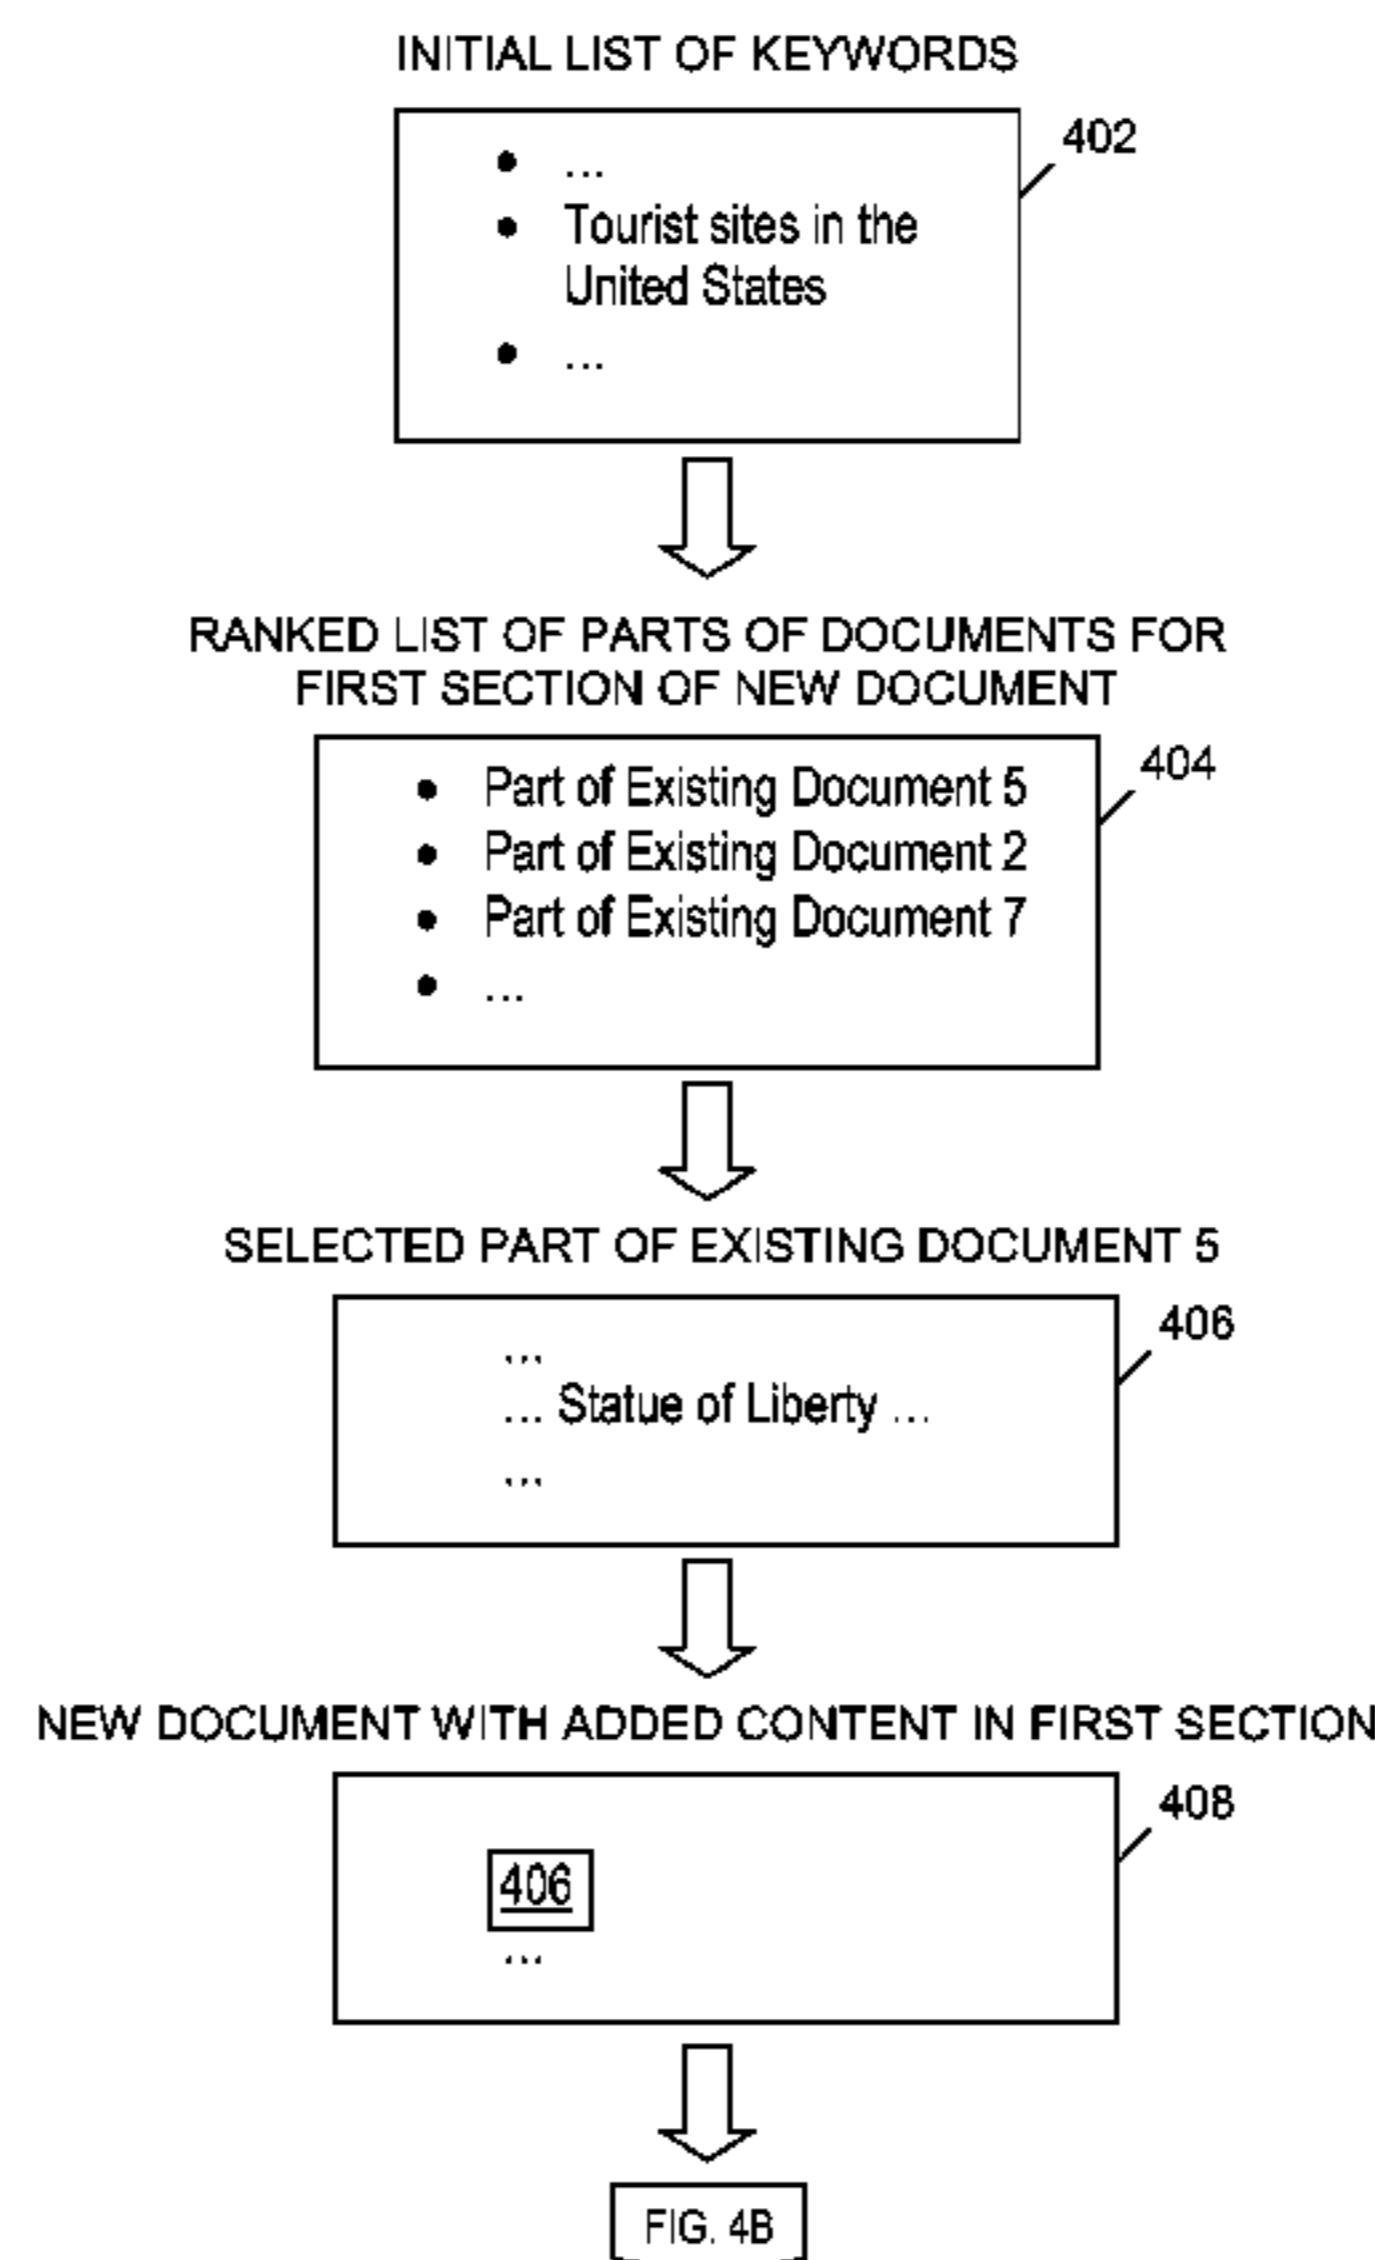 INITIAL LIST OF KEYWORDS
402
● ...
● Tourist sites in the
United States
● ...
RANKED LIST OF PARTS OF DOCUMENTS FOR
FIRST SECTION OF NEW DOCUMENT
404
● Part of Existing Document 5
● Part of Existing Document 2
● Part of Existing Document 7
● ...
SELECTED PART OF EXISTING DOCUMENT 5
406
...
... Statue of Liberty ...
...
NEW DOCUMENT WITH ADDED CONTENT IN FIRST SECTION
408
406
...
FIG. 4B